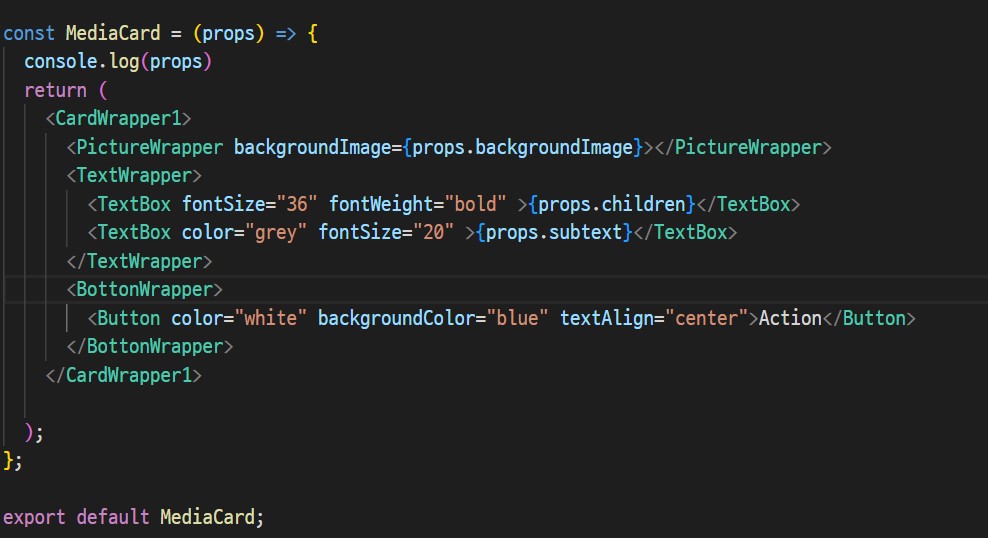 const MediaCard = (props) => {
  console.log(props)
  return (
    <CardWrapper1>
      <PictureWrapper backgroundImage={props.backgroundImage}></PictureWrapper>
      <TextWrapper>
        <TextBox fontSize="36" fontWeight="bold" >{props.children}</TextBox>
        <TextBox color="grey" fontSize="20" >{props.subtext}</TextBox>
      </TextWrapper>
      <BottonWrapper>
        <Button color="white" backgroundColor="blue" textAlign="center">Action</Button>
      </BottonWrapper>
    </CardWrapper1>
  );
};
export default MediaCard;